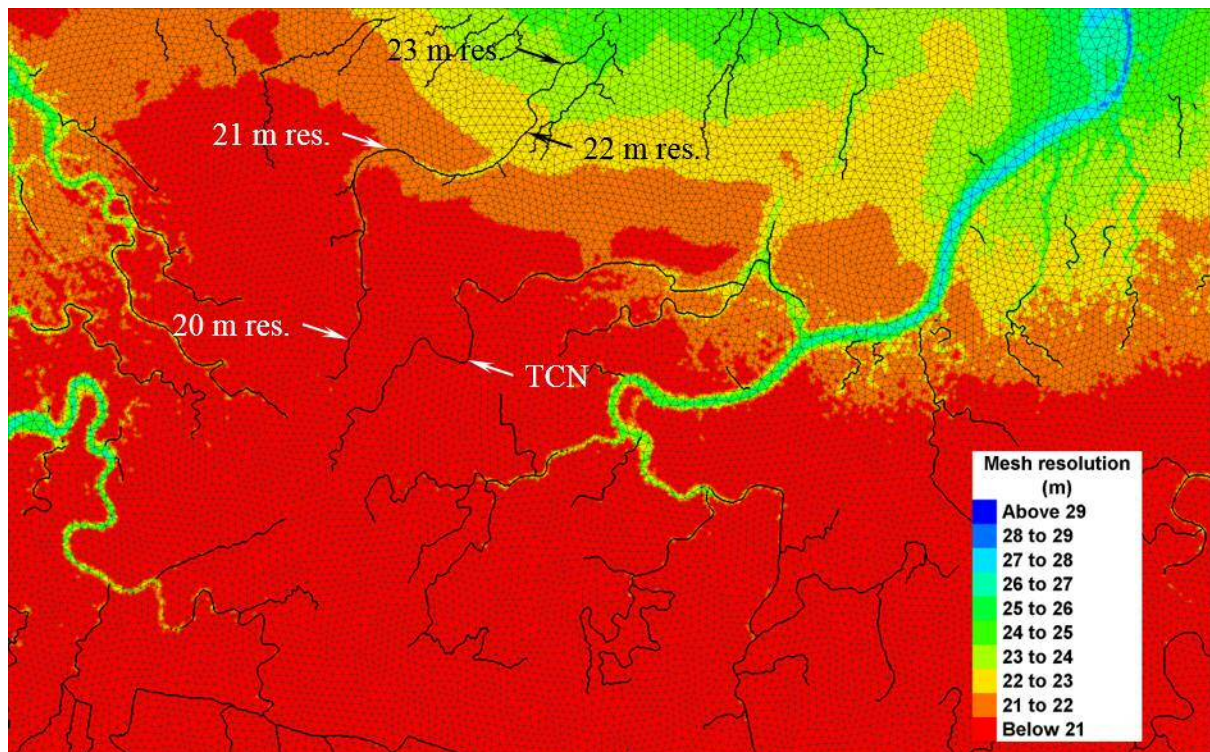 23 m res.
21 m res.
22 m res.
20 m res.
TCN
Mesh resolution
(m)
Above 29
28 to 29
27 to 28
26 to 27
25 to 26
24 to 25
23 to 24
22 to 23
21 to 22
Below 21